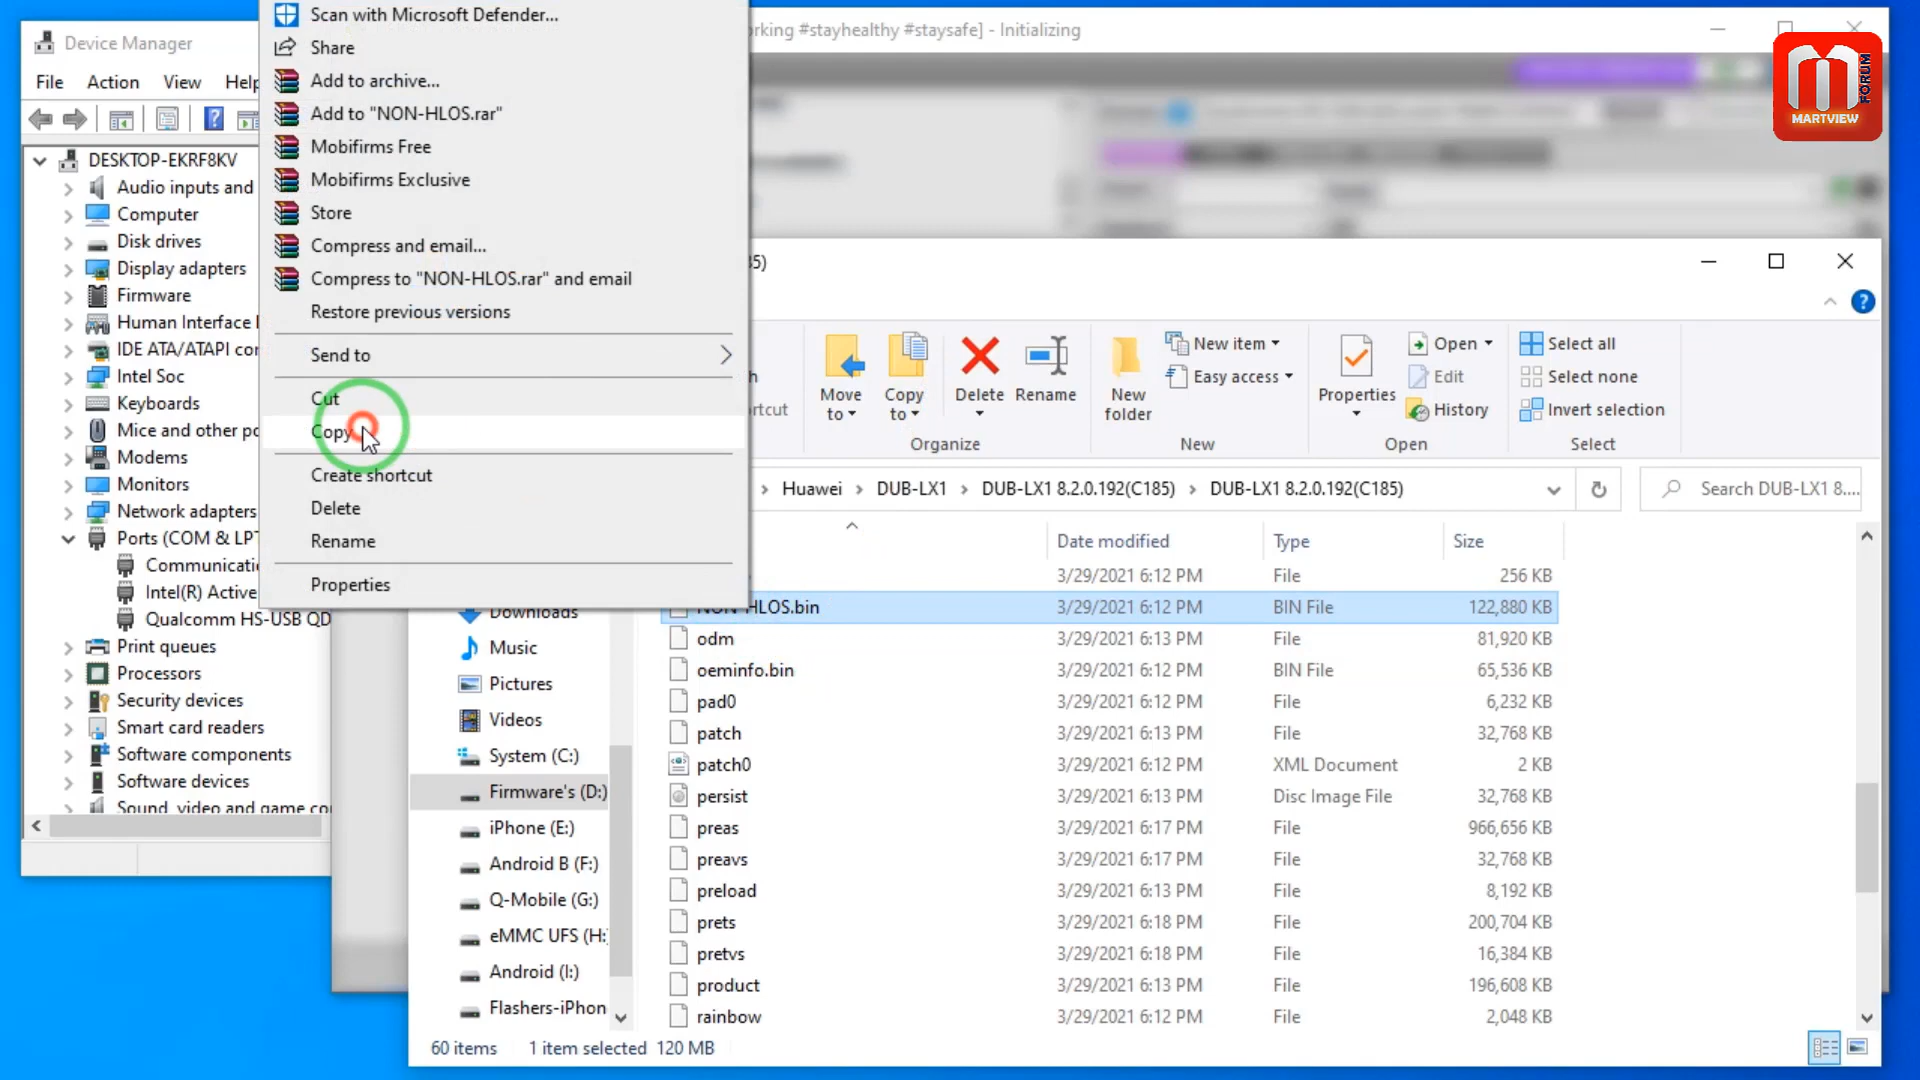 Device Manager
File Action View Help
DESKTOP-EKRF8KV
Audio inputs and
Computer
Disk drives
Display adapters
Firmware
Human Interface
IDE ATA/ATAPI
Intel Soc
Keyboards
Mice and other
Modems
Monitors
Network adapters
Ports (COM & LPT
Communicati
Intel(R) Active
Qualcomm HS-USB QD
Print queues
Processors
Security devices
Smart card readers
Software components
Software devices
Sound, video and game
Scan with Microsoft Defender...
Share
Add to archive...
Add to "NON-HLOS.rar"
Mobifirms Free
Mobifirms Exclusive
Store
Compress and email...
Compress to "NON-HLOS.rar" and email
Restore previous versions
Send to
Cut
Copy
Create shortcut
Delete
Rename
Properties
rking #stayhealthy #staysafe] - Initializing
FORUM
MARTVIEW
Move to
Copy to
Delete
Rename
Organize
New folder
New item
Easy access
New
Properties
Open
Edit
History
Open
Select all
Select none
Invert selection
Select
Huawei > DUB-LX1 > DUB-LX1 8.2.0.192(C185) > DUB-LX1 8.2.0.192(C185)
Search DUB-LX1 8....
Date modified Type Size
3/29/2021 6:12 PM File 256 KB
NON-HLOS.bin 3/29/2021 6:12 PM BIN File 122,880 KB
odm 3/29/2021 6:13 PM File 81,920 KB
oeminfo.bin 3/29/2021 6:12 PM BIN File 65,536 KB
pad0 3/29/2021 6:12 PM File 6,232 KB
patch 3/29/2021 6:12 PM File 32,768 KB
patch0 3/29/2021 6:12 PM XML Document 2 KB
persist 3/29/2021 6:13 PM Disc Image File 32,768 KB
preas 3/29/2021 6:17 PM File 966,656 KB
preavs 3/29/2021 6:17 PM File 32,768 KB
preload 3/29/2021 6:13 PM File 8,192 KB
prets 3/29/2021 6:18 PM File 200,704 KB
pretvs 3/29/2021 6:18 PM File 16,384 KB
product 3/29/2021 6:13 PM File 196,608 KB
rainbow 3/29/2021 6:12 PM File 2,048 KB
Downloads
Music
Pictures
Videos
System (C:)
Firmware's (D:)
iPhone (E:)
Android B (F:)
Q-Mobile (G:)
eMMC UFS (H:
Android (I:)
Flashers-iPhon
60 items 1 item selected 120 MB